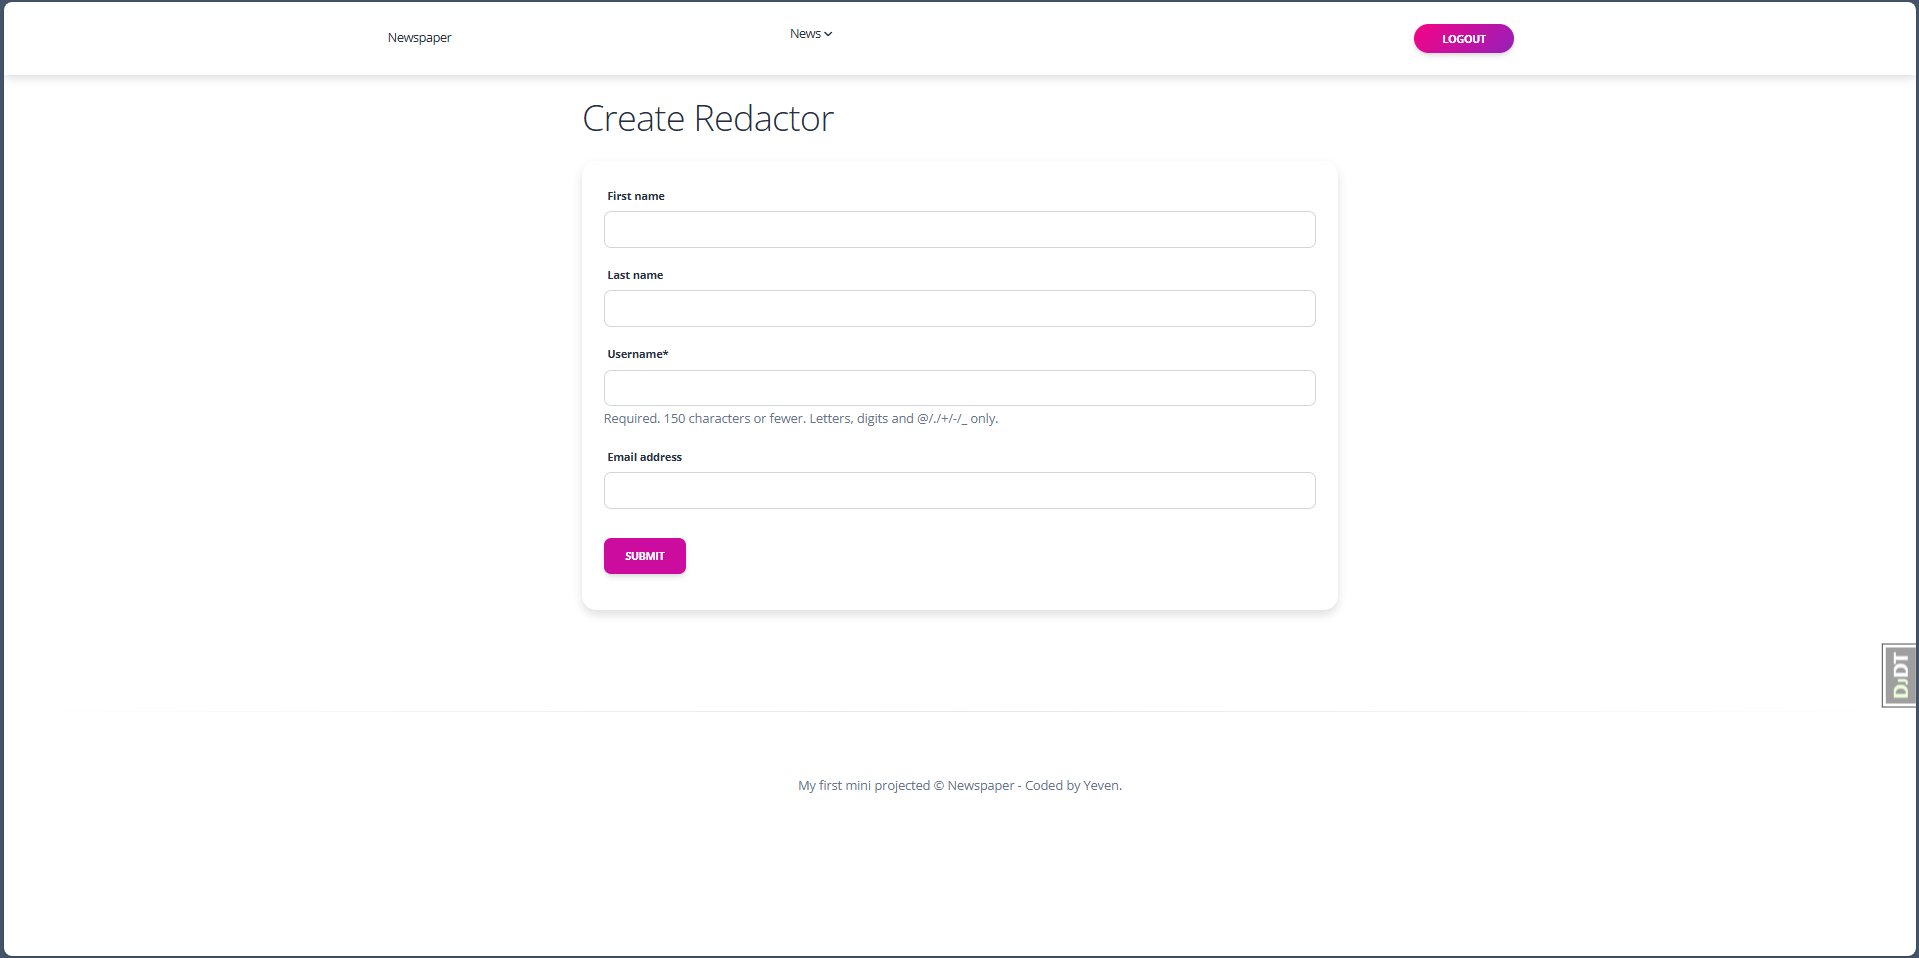 Newspaper
News
LOGOUT
Create Redactor
First name
Last name
Username*
Required. 150 characters or fewer. Letters, digits and @/./+/-/_ only.
Email address
SUBMIT
DjDT
My first mini projected © Newspaper - Coded by Yeven.